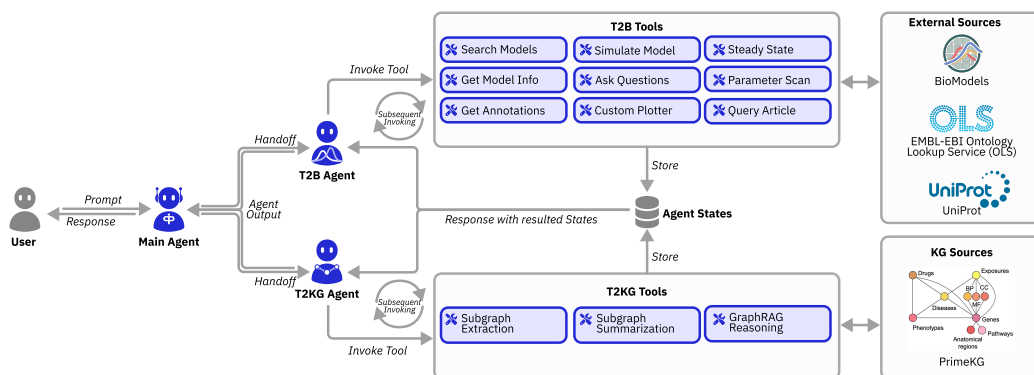 T2B Tools
Search Models
Simulate Model
Steady State
Get Model Info
Ask Questions
Parameter Scan
Get Annotations
Custom Plotter
Query Article
External Sources
BioModels
OLS
EMBL-EBI Ontology
Lookup Service (OLS)
UniProt
UniProt
Invoke Tool
Subsequent
Invoking
Handoff
T2B Agent
Store
Prompt
Response
User
Main Agent
Agent
Output
Response with resulted States
Agent States
Handoff
T2KG Agent
Store
Subsequent
Invoking
Invoke Tool
T2KG Tools
Subgraph
Extraction
Subgraph
Summarization
GraphRAG
Reasoning
KG Sources
Drugs
Exposures
BP
CC
MF
Diseases
Genes
Phenotypes
Pathways
Anatomical
regions
PrimeKG